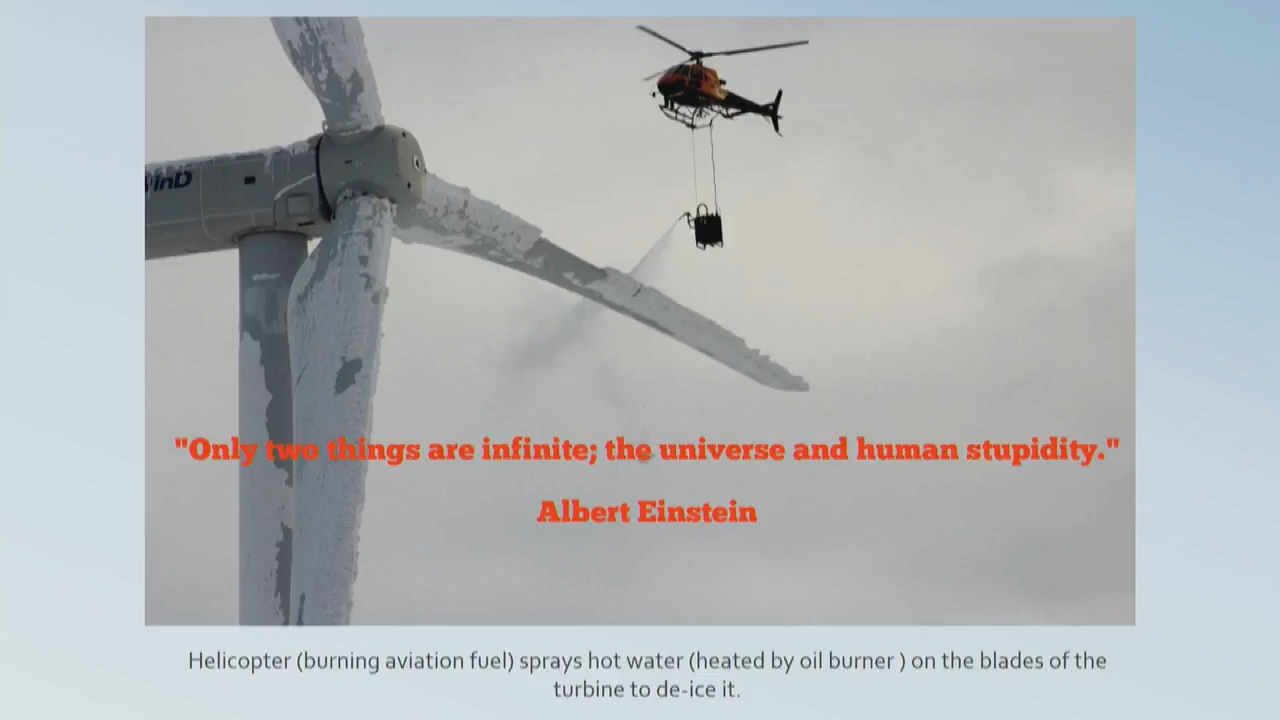 winD
"Only two things are infinite; the universe and human stupidity."
Albert Einstein
Helicopter (burning aviation fuel) sprays hot water (heated by oil burner ) on the blades of the
turbine to de-ice it.